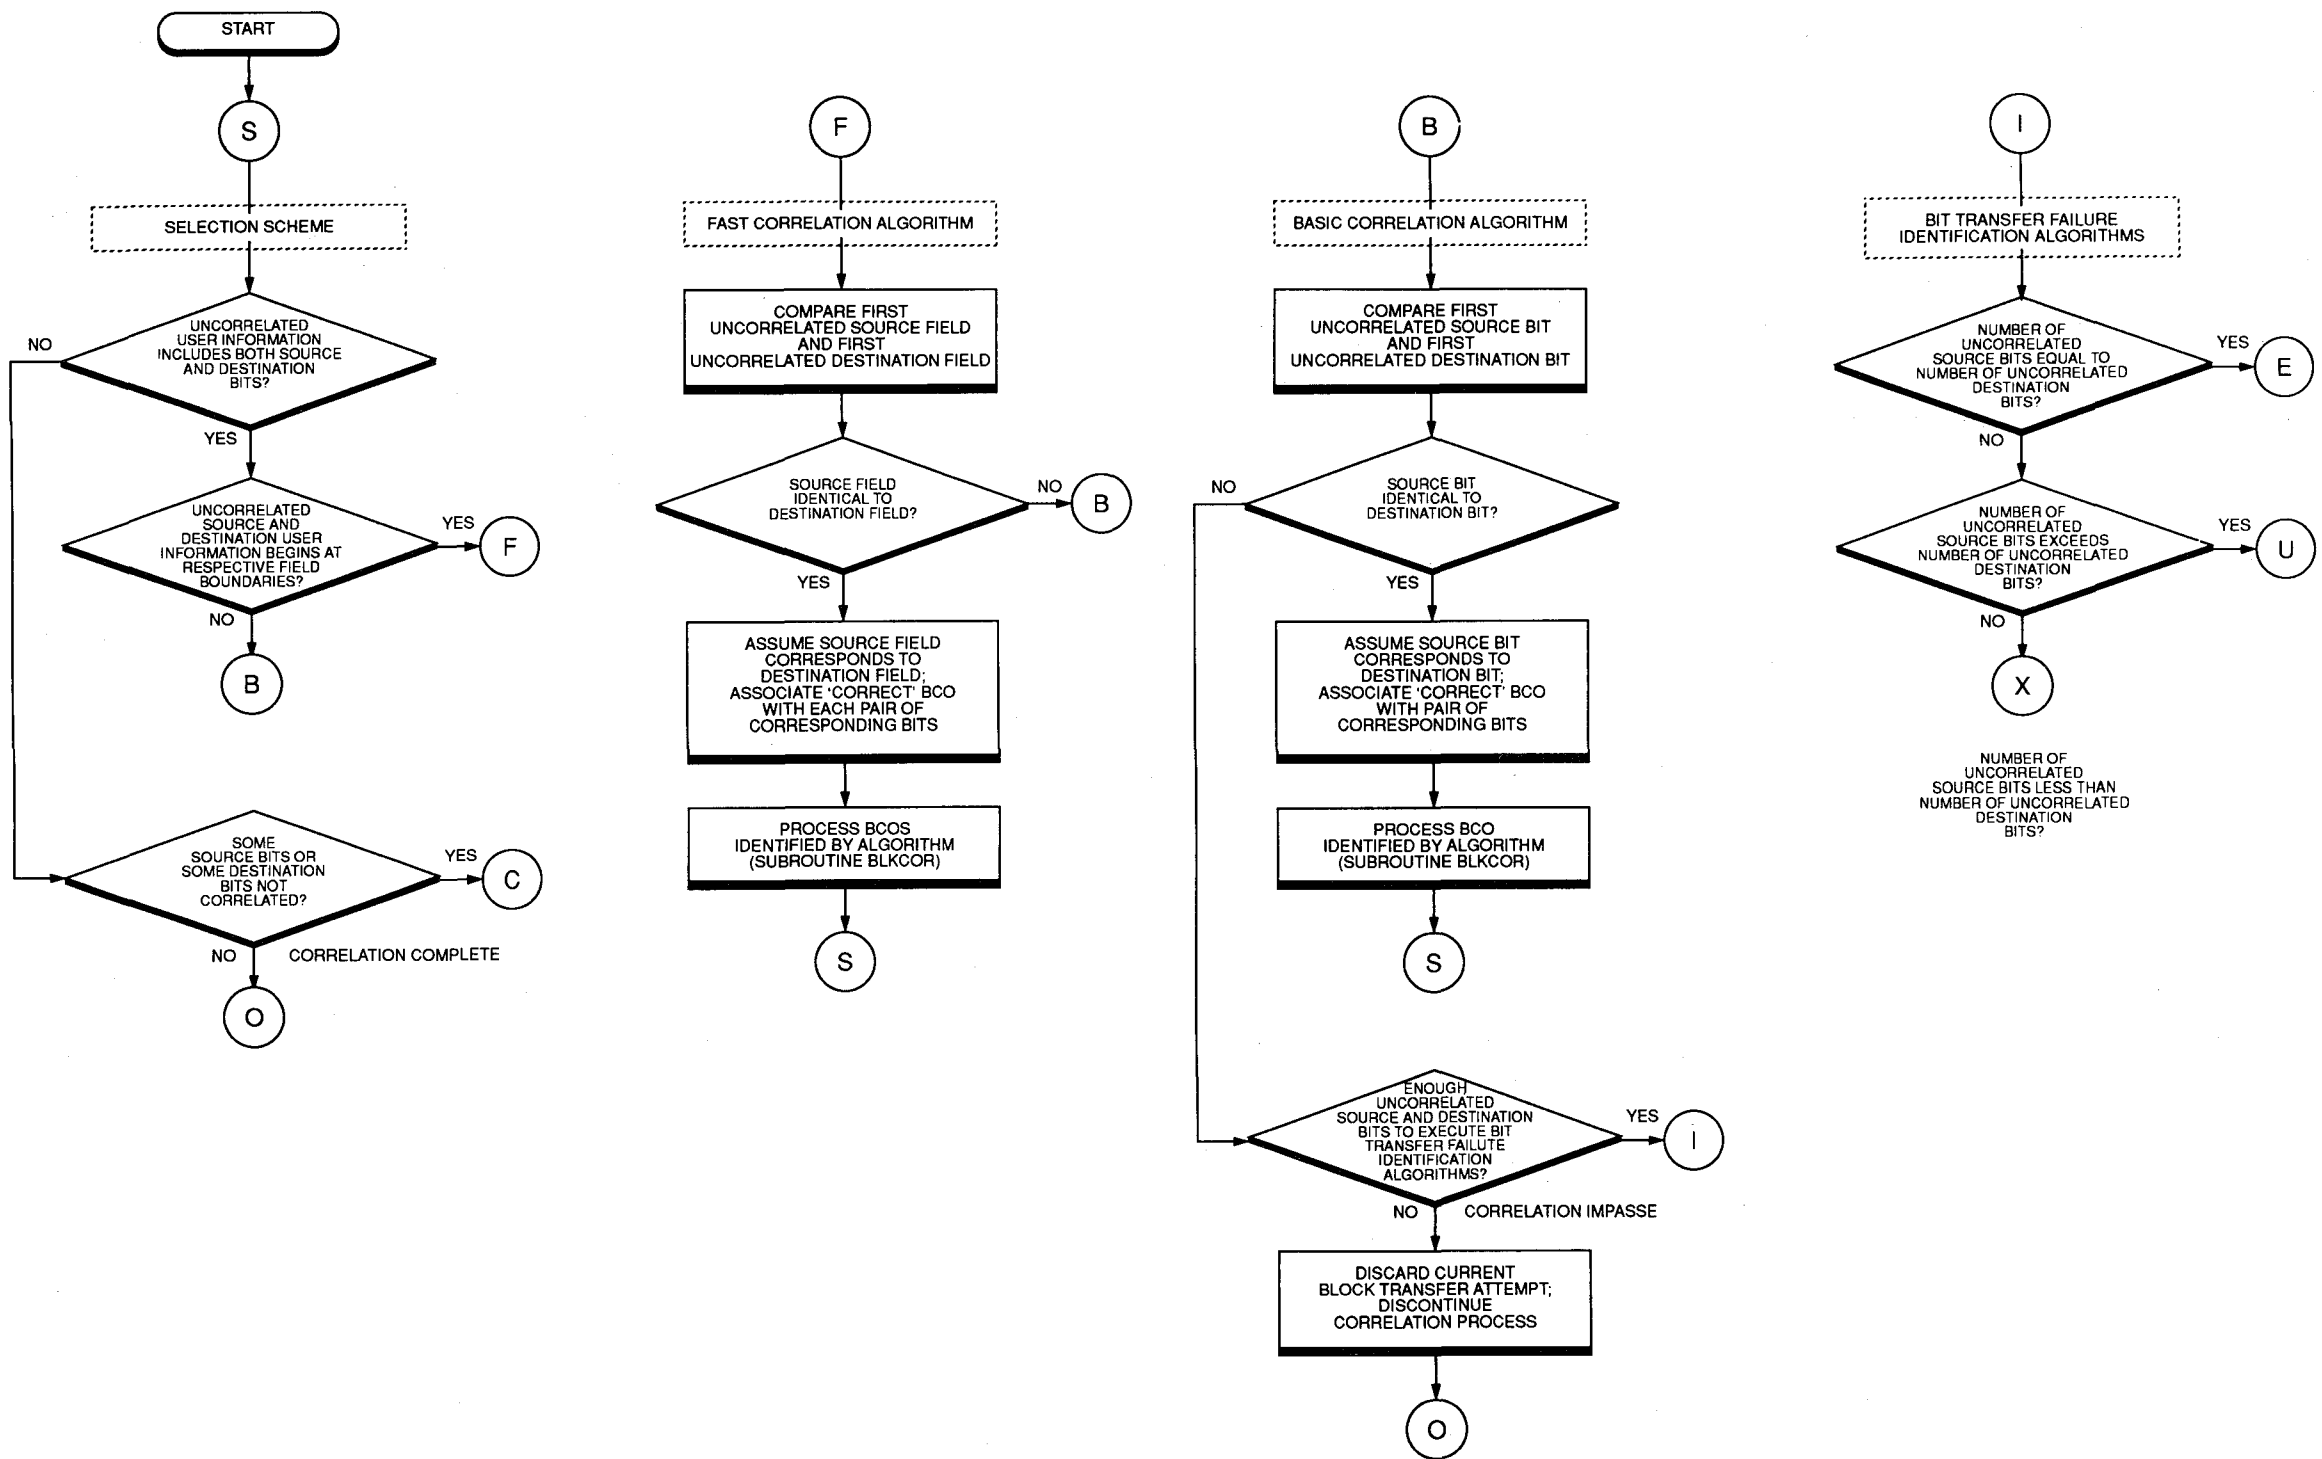 START
S
SELECTION SCHEME
UNCORRELATED
USER INFORMATION
INCLUDES BOTH SOURCE
AND DESTINATION
BITS?
NO
YES
UNCORRELATED
SOURCE AND
DESTINATION USER
INFORMATION BEGINS AT
RESPECTIVE FIELD
BOUNDARIES?
YES
F
NO
B
SOME
SOURCE BITS OR
SOME DESTINATION
BITS NOT
CORRELATED?
YES
C
NO
CORRELATION COMPLETE
O
F
FAST CORRELATION ALGORITHM
COMPARE FIRST
UNCORRELATED SOURCE FIELD
AND FIRST
UNCORRELATED DESTINATION FIELD
SOURCE FIELD
IDENTICAL TO
DESTINATION FIELD?
NO
B
YES
ASSUME SOURCE FIELD
CORRESPONDS TO
DESTINATION FIELD;
ASSOCIATE 'CORRECT' BCO
WITH EACH PAIR OF
CORRESPONDING BITS
PROCESS BCOS
IDENTIFIED BY ALGORITHM
(SUBROUTINE BLKCOR)
S
B
BASIC CORRELATION ALGORITHM
COMPARE FIRST
UNCORRELATED SOURCE BIT
AND FIRST
UNCORRELATED DESTINATION BIT
SOURCE BIT
IDENTICAL TO
DESTINATION BIT?
NO
YES
ASSUME SOURCE BIT
CORRESPONDS TO
DESTINATION BIT;
ASSOCIATE 'CORRECT' BCO
WITH PAIR OF
CORRESPONDING BITS
PROCESS BCO
IDENTIFIED BY ALGORITHM
(SUBROUTINE BLKCOR)
S
ENOUGH
UNCORRELATED
SOURCE AND DESTINATION
BITS TO EXECUTE BIT
TRANSFER FAILUTE
IDENTIFICATION
ALGORITHMS?
YES
I
NO
CORRELATION IMPASSE
DISCARD CURRENT
BLOCK TRANSFER ATTEMPT;
DISCONTINUE
CORRELATION PROCESS
O
I
BIT TRANSFER FAILURE
IDENTIFICATION ALGORITHMS
NUMBER OF
UNCORRELATED
SOURCE BITS EQUAL TO
NUMBER OF UNCORRELATED
DESTINATION
BITS?
YES
E
NO
NUMBER OF
UNCORRELATED
SOURCE BITS EXCEEDS
NUMBER OF UNCORRELATED
DESTINATION
BITS?
YES
U
NO
X
NUMBER OF
UNCORRELATED
SOURCE BITS LESS THAN
NUMBER OF UNCORRELATED
DESTINATION
BITS?